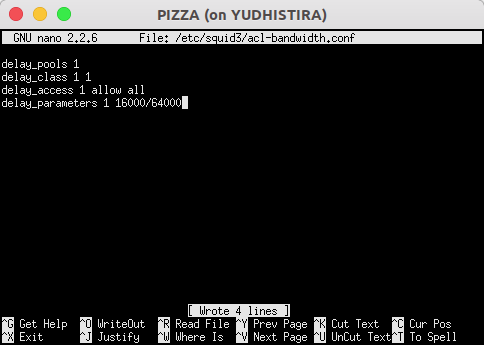 PIZZA (on YUDHISTIRA)
GNU nano 2.2.6 File: /etc/squid3/acl-bandwidth.conf
delay_pools 1
delay_class 1 1
delay_access 1 allow all
delay_parameters 1 16000/64000
[ Wrote 4 lines ]
^G Get Help ^O WriteOut ^R Read File ^Y Prev Page ^K Cut Text ^C Cur Pos
^X Exit ^J Justify ^W Where Is ^V Next Page ^U UnCut Text ^T To Spell